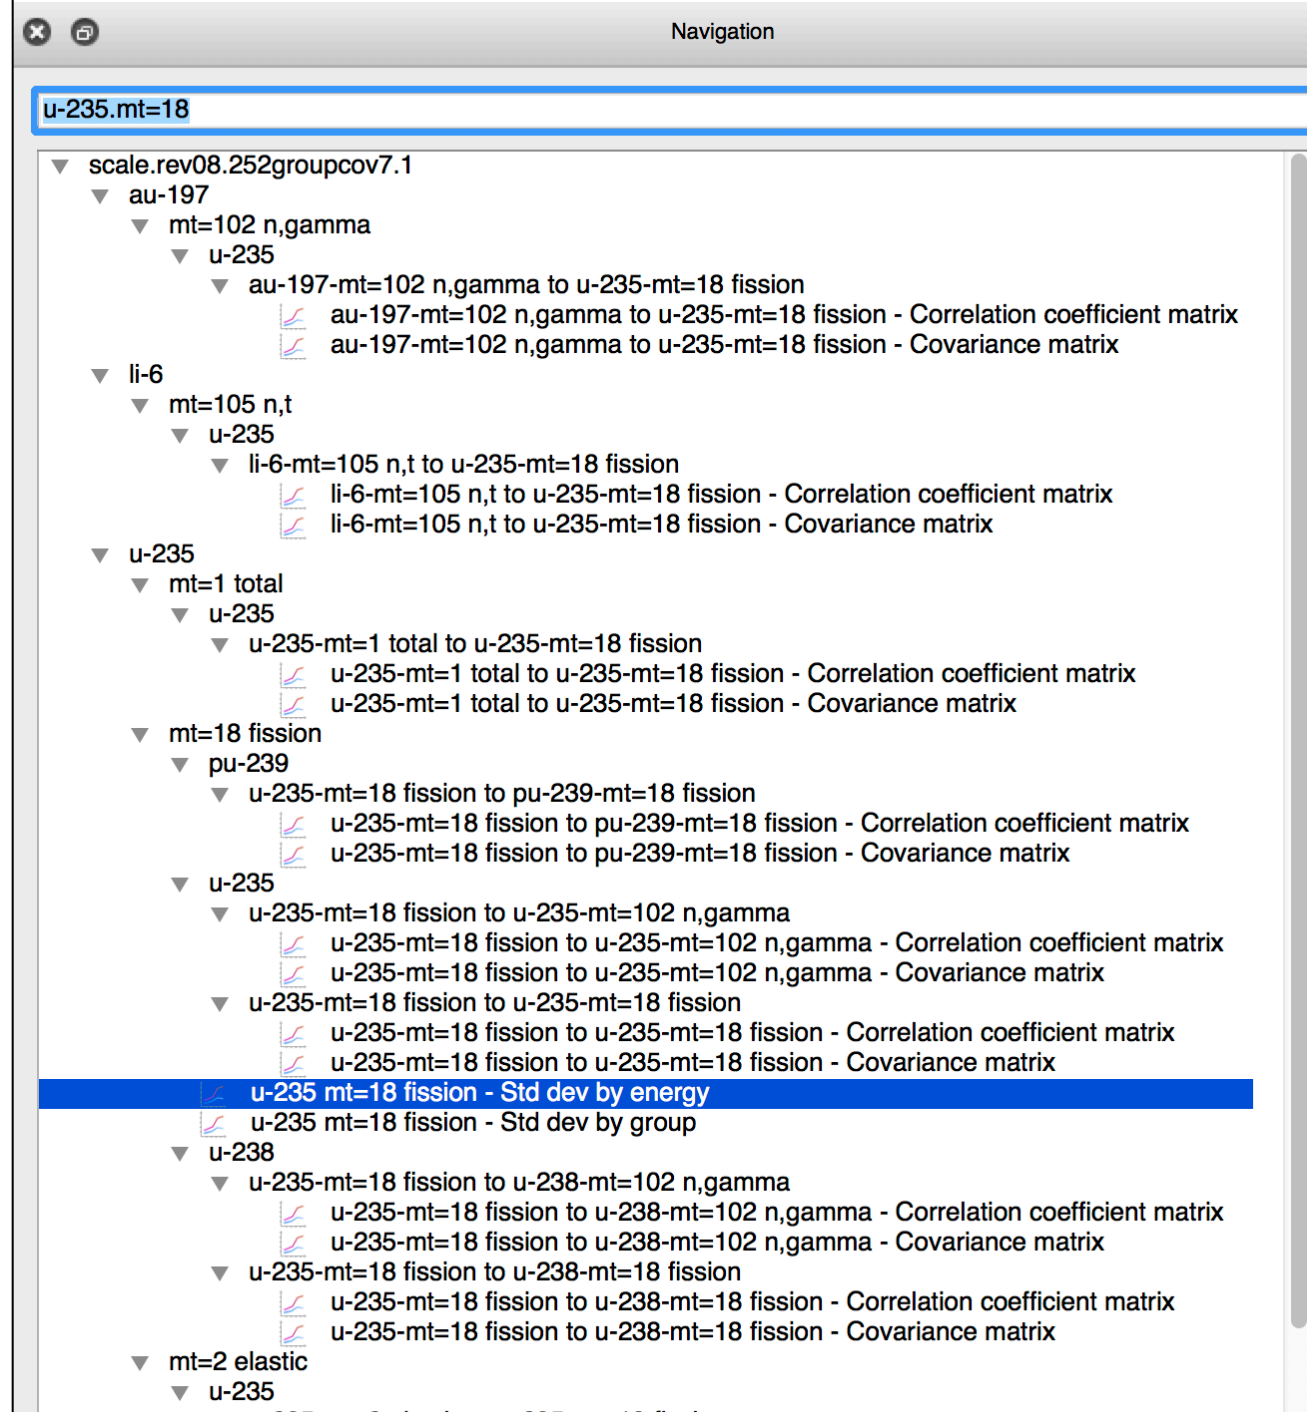 Navigation
u-235.mt=18
scale.rev08.252groupcov7.1
au-197
mt=102 n,gamma
u-235
au-197-mt=102 n,gamma to u-235-mt=18 fission
au-197-mt=102 n,gamma to u-235-mt=18 fission - Correlation coefficient matrix
au-197-mt=102 n,gamma to u-235-mt=18 fission - Covariance matrix
li-6
mt=105 n,t
u-235
li-6-mt=105 n,t to u-235-mt=18 fission
li-6-mt=105 n,t to u-235-mt=18 fission - Correlation coefficient matrix
li-6-mt=105 n,t to u-235-mt=18 fission - Covariance matrix
u-235
mt=1 total
u-235
u-235-mt=1 total to u-235-mt=18 fission
u-235-mt=1 total to u-235-mt=18 fission - Correlation coefficient matrix
u-235-mt=1 total to u-235-mt=18 fission - Covariance matrix
mt=18 fission
pu-239
u-235-mt=18 fission to pu-239-mt=18 fission
u-235-mt=18 fission to pu-239-mt=18 fission - Correlation coefficient matrix
u-235-mt=18 fission to pu-239-mt=18 fission - Covariance matrix
u-235
u-235-mt=18 fission to u-235-mt=102 n,gamma
u-235-mt=18 fission to u-235-mt=102 n,gamma - Correlation coefficient matrix
u-235-mt=18 fission to u-235-mt=102 n,gamma - Covariance matrix
u-235-mt=18 fission to u-235-mt=18 fission
u-235-mt=18 fission to u-235-mt=18 fission - Correlation coefficient matrix
u-235-mt=18 fission to u-235-mt=18 fission - Covariance matrix
u-235 mt=18 fission - Std dev by energy
u-235 mt=18 fission - Std dev by group
u-238
u-235-mt=18 fission to u-238-mt=102 n,gamma
u-235-mt=18 fission to u-238-mt=102 n,gamma - Correlation coefficient matrix
u-235-mt=18 fission to u-238-mt=102 n,gamma - Covariance matrix
u-235-mt=18 fission to u-238-mt=18 fission
u-235-mt=18 fission to u-238-mt=18 fission - Correlation coefficient matrix
u-235-mt=18 fission to u-238-mt=18 fission - Covariance matrix
mt=2 elastic
u-235